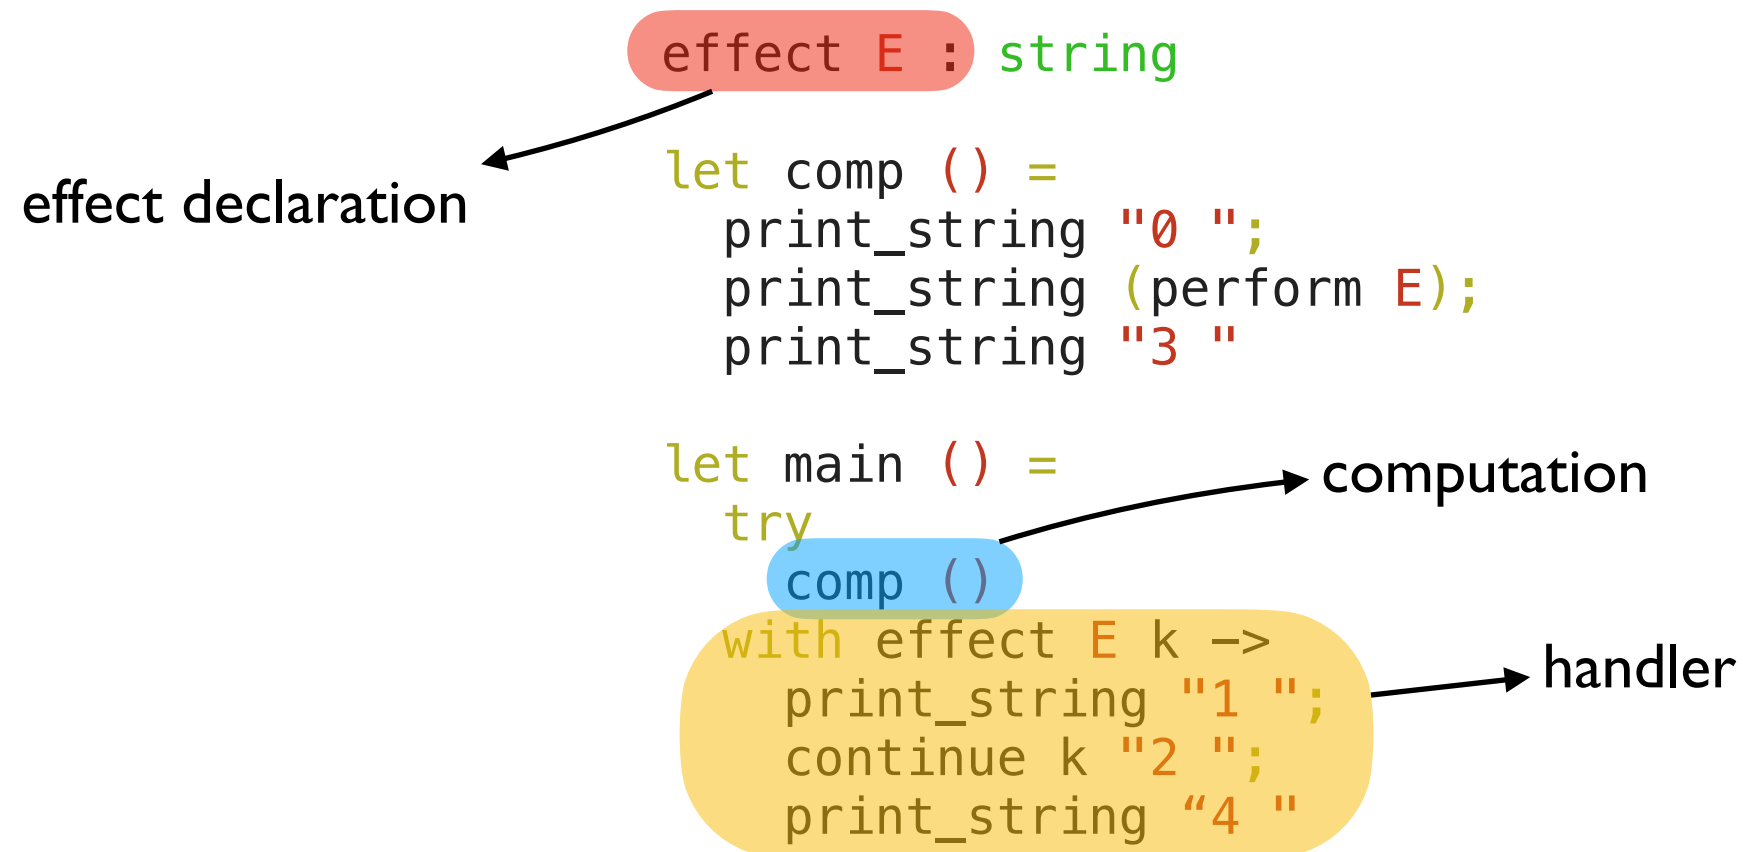 effect E : string
effect declaration
let comp () =
print_string "0 ";
print_string (perform E);
print_string "3 "
let main () =
computation
try
comp ()
with effect E k ->
handler
print_string "1 ";
continue k "2 ";
print_string “4 "